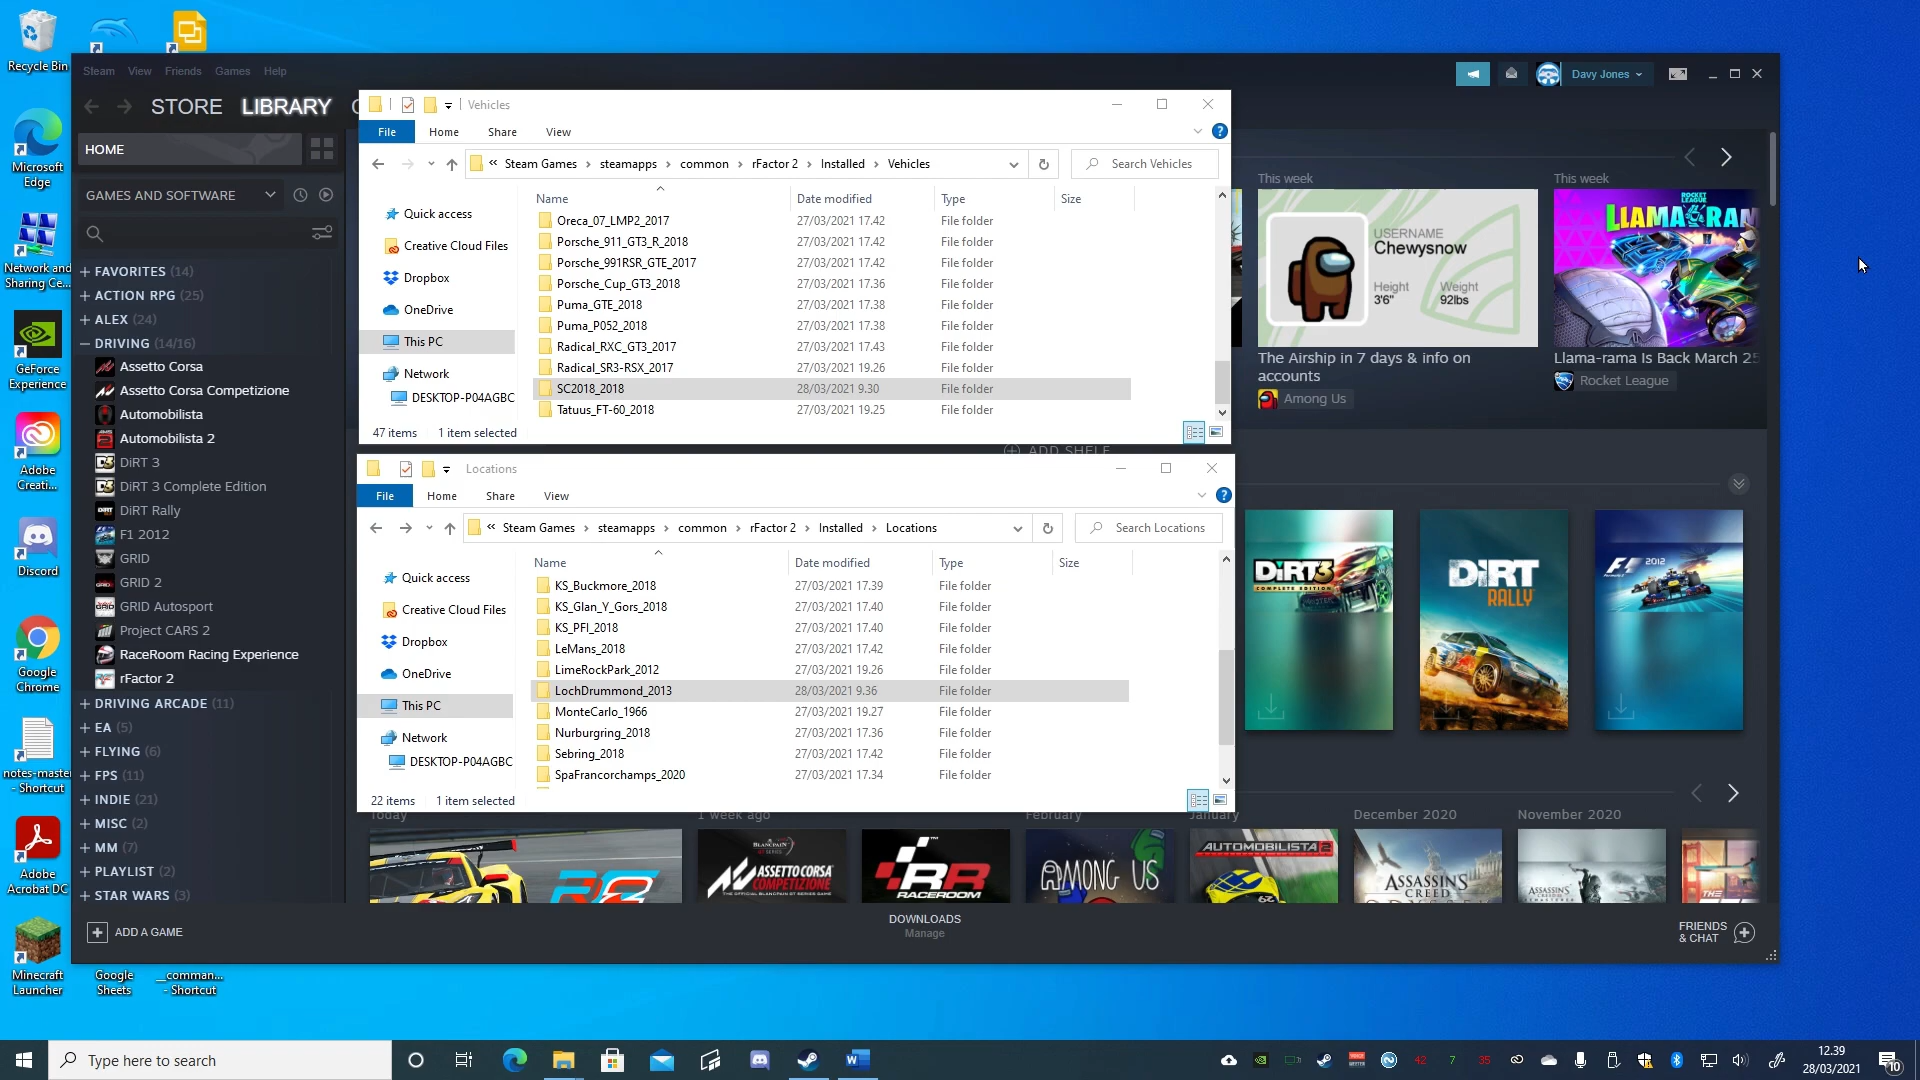 Recycle Bin
Microsoft
Edge
Network and
Sharing Ce...
GeForce
Experience
Adobe
Creati...
Discord
Google
Chrome
notes-master
- Shortcut
Adobe
Acrobat DC
Minecraft
Launcher
Google
Sheets
__comman...
- Shortcut
Steam View Friends Games Help
Davy Jones
STORE LIBRARY
HOME
GAMES AND SOFTWARE
FAVORITES (14)
ACTION RPG (25)
ALEX (24)
DRIVING (14/16)
Assetto Corsa
Assetto Corsa Competizione
Automobilista
Automobilista 2
DiRT 3
DiRT 3 Complete Edition
DiRT Rally
F1 2012
GRID
GRID 2
GRID Autosport
Project CARS 2
RaceRoom Racing Experience
rFactor 2
DRIVING ARCADE (11)
EA (5)
FLYING (6)
FPS (11)
INDIE (21)
MISC (2)
MM (7)
PLAYLIST (2)
STAR WARS (3)
ADD A GAME
Vehicles
File Home Share View
« Steam Games › steamapps › common › rFactor 2 › Installed › Vehicles
Search Vehicles
Quick access
Creative Cloud Files
Dropbox
OneDrive
This PC
Network
DESKTOP-P04AGBC
Name Date modified Type Size
Oreca_07_LMP2_2017 27/03/2021 17.42 File folder
Porsche_911_GT3_R_2018 27/03/2021 17.42 File folder
Porsche_991RSR_GTE_2017 27/03/2021 17.42 File folder
Porsche_Cup_GT3_2018 27/03/2021 17.36 File folder
Puma_GTE_2018 27/03/2021 17.38 File folder
Puma_P052_2018 27/03/2021 17.38 File folder
Radical_RXC_GT3_2017 27/03/2021 17.43 File folder
Radical_SR3-RSX_2017 27/03/2021 19.26 File folder
SC2018_2018 28/03/2021 9.30 File folder
Tatuus_FT-60_2018 27/03/2021 19.25 File folder
47 items 1 item selected
ADD SHELF
Locations
File Home Share View
« Steam Games › steamapps › common › rFactor 2 › Installed › Locations
Search Locations
Quick access
Creative Cloud Files
Dropbox
OneDrive
This PC
Network
DESKTOP-P04AGBC
Name Date modified Type Size
KS_Buckmore_2018 27/03/2021 17.39 File folder
KS_Glan_Y_Gors_2018 27/03/2021 17.40 File folder
KS_PFI_2018 27/03/2021 17.40 File folder
LeMans_2018 27/03/2021 17.42 File folder
LimeRockPark_2012 27/03/2021 19.26 File folder
LochDrummond_2013 28/03/2021 9.36 File folder
MonteCarlo_1966 27/03/2021 19.27 File folder
Nurburgring_2018 27/03/2021 17.36 File folder
Sebring_2018 27/03/2021 17.42 File folder
SpaFrancorchamps_2020 27/03/2021 17.34 File folder
22 items 1 item selected
This week
USERNAME
Chewysnow
Height Weight
3'6" 92lbs
The Airship in 7 days & info on
accounts
Among Us
This week
ROCKET
LEAGUE
LLAMA-RAM
Llama-rama Is Back March 25
Rocket League
DiRT3
COMPLETE EDITION
DiRT
RALLY
F1 2012
Today 1 week ago February January December 2020 November 2020
ASSETTO CORSA
COMPETIZIONE
RACEROOM
AMONG US
AUTOMOBILISTA 2
ASSASSIN'S
CREED
ASSASSIN'S
THE
DOWNLOADS
Manage
FRIENDS
& CHAT
Type here to search
42 7 35
12.39
28/03/2021
10